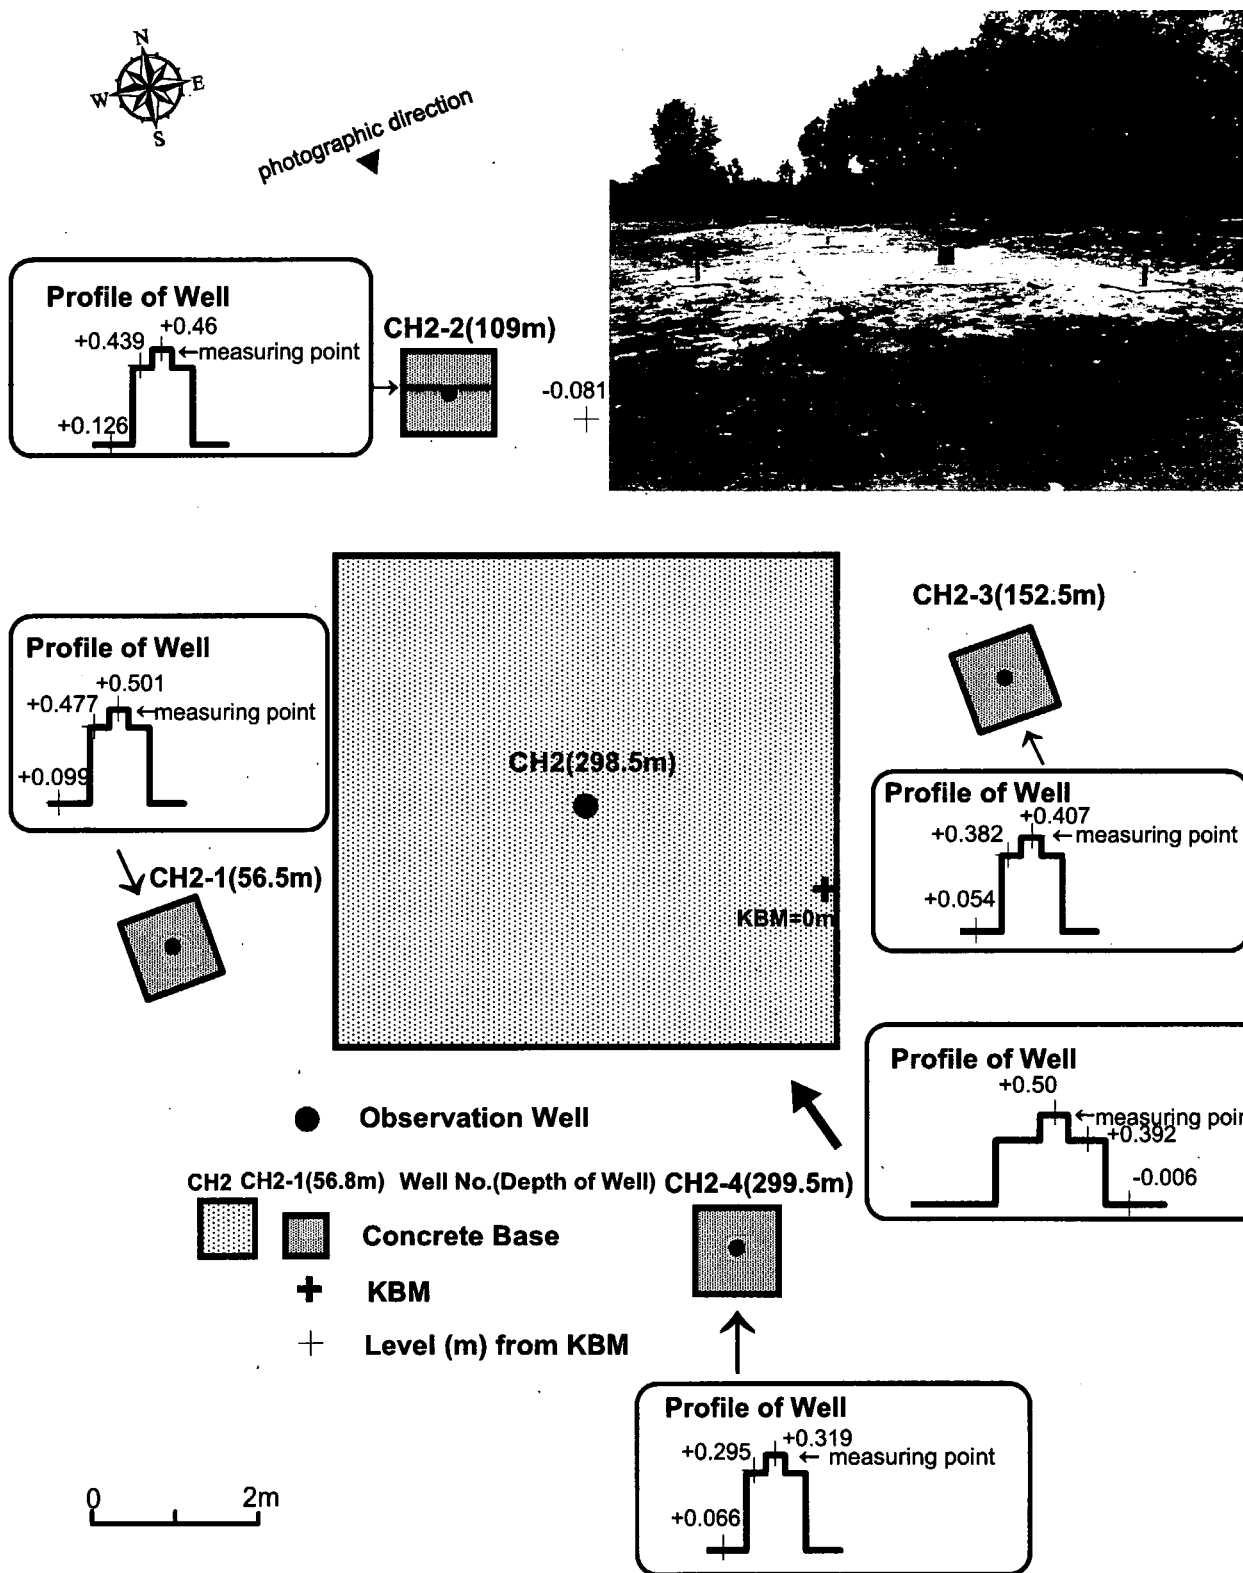 N
W E
S
photographic direction
Profile of Well
+0.46
+0.439
←measuring point
+0.126
CH2-2(109m)
-0.081
Profile of Well
+0.501
+0.477
←measuring point
+0.099
CH2-1(56.5m)
CH2(298.5m)
KBM=0m
CH2-3(152.5m)
Profile of Well
+0.407
+0.382
←measuring point
+0.054
Profile of Well
+0.50
←measuring poin
+0.392
-0.006
Observation Well
CH2 CH2-1(56.8m) Well No.(Depth of Well)
CH2-4(299.5m)
Concrete Base
KBM
Level (m) from KBM
Profile of Well
+0.319
+0.295
← measuring point
+0.066
0 2m